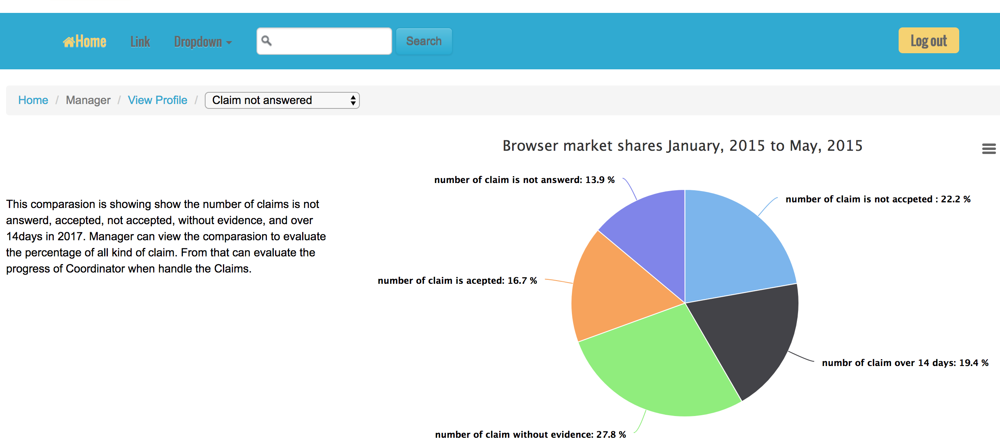 Home Link Dropdown Search Log out
Home / Manager / View Profile / Claim not answered
Browser market shares January, 2015 to May, 2015
This comparasion is showing show the number of claims is not
answerd, accepted, not accepted, without evidence, and over
14days in 2017. Manager can view the comparasion to evaluate
the percentage of all kind of claim. From that can evaluate the
progress of Coordinator when handle the Claims.
number of claim is not answerd: 13.9 %
number of claim is not accpeted : 22.2 %
number of claim is acepted: 16.7 %
numbr of claim over 14 days: 19.4 %
number of claim without evidence: 27.8 %